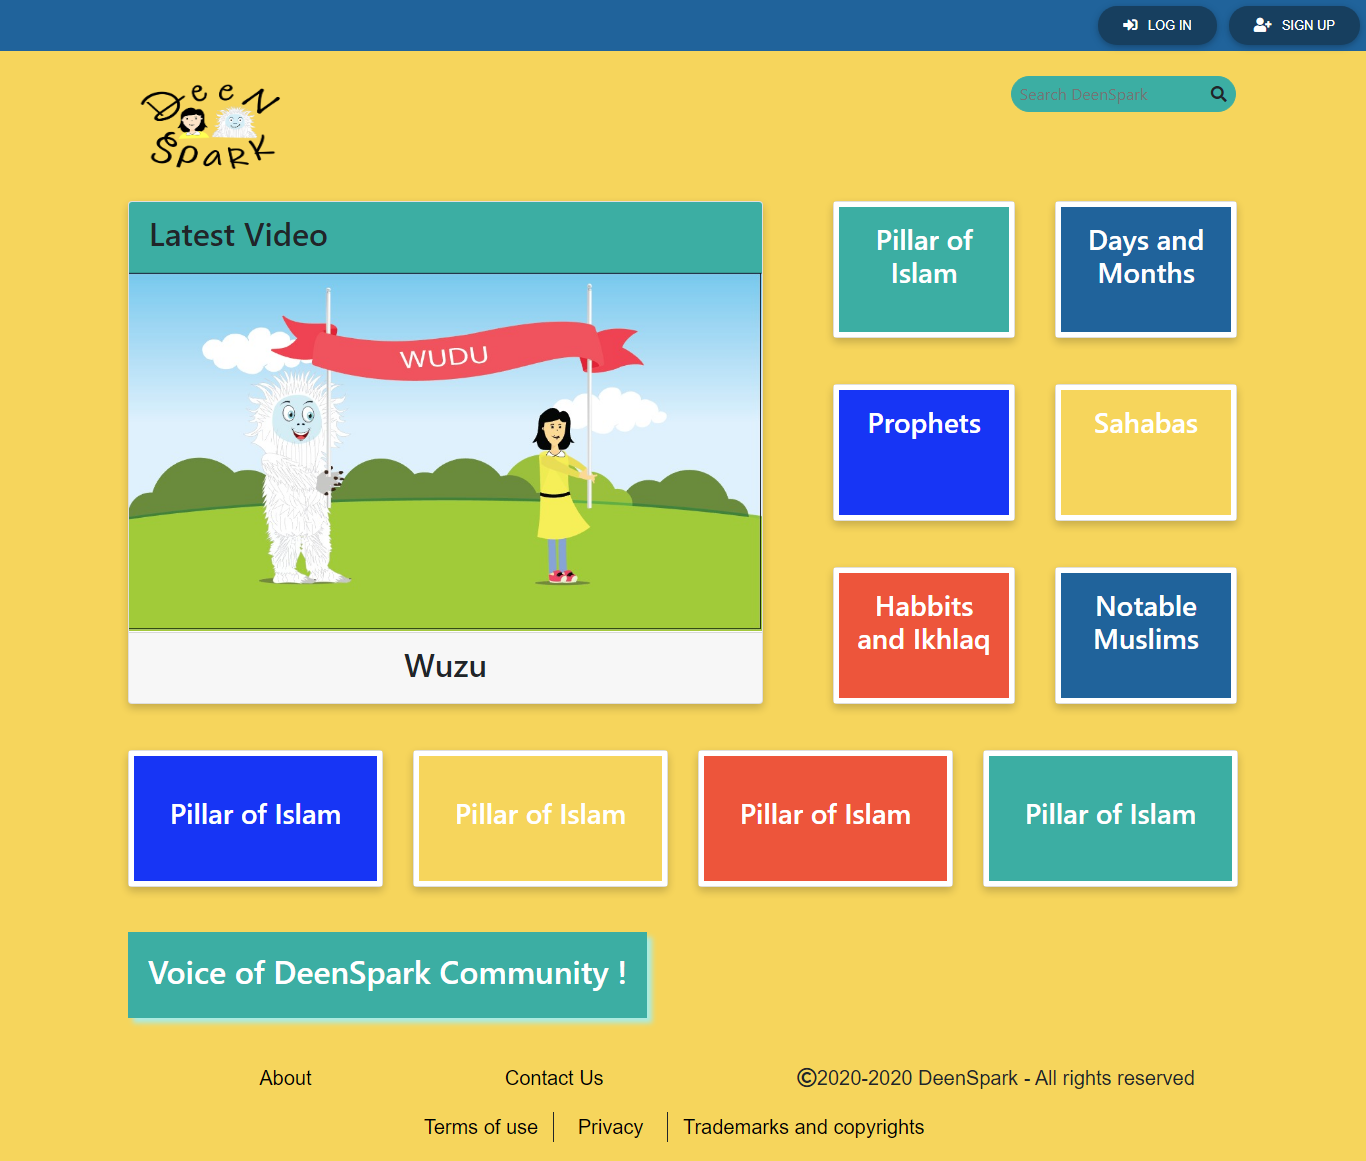 LOG IN
SIGN UP
DeeN
Spark
Search DeenSpark
Latest Video
WUDU
Wuzu
Pillar of
Islam
Days and
Months
Prophets
Sahabas
Habbits
and Ikhlaq
Notable
Muslims
Pillar of Islam
Pillar of Islam
Pillar of Islam
Pillar of Islam
Voice of DeenSpark Community !
About
Contact Us
©2020-2020 DeenSpark - All rights reserved
Terms of use
Privacy
Trademarks and copyrights